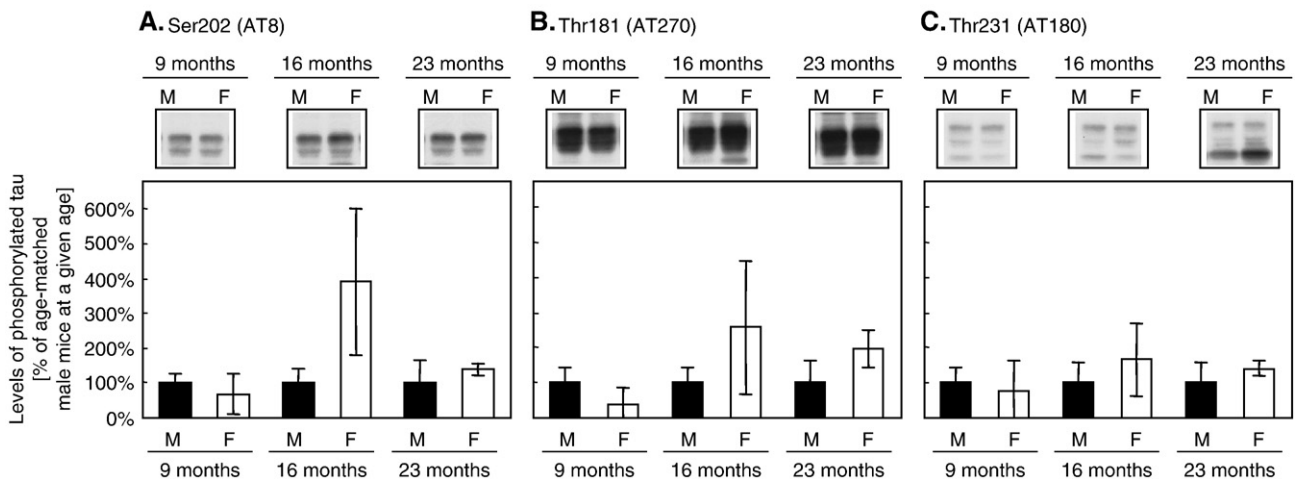 A. Ser202 (AT8)
9 months 16 months 23 months
M F M F M F
B. Thr181 (AT270)
9 months 16 months 23 months
M F M F M F
C. Thr231 (AT180)
9 months 16 months 23 months
M F M F M F
Levels of phosphorylated tau
[% of age-matched
male mice at a given age]
600%
500%
400%
300%
200%
100%
0%
M F M F M F
9 months 16 months 23 months
M F M F M F
9 months 16 months 23 months
M F M F M F
9 months 16 months 23 months